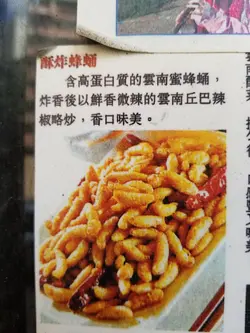 酥炸蜂蛹
含高蛋白質的雲南蜜蜂蛹，
炸香後以鮮香微辣的雲南丘巴辣
椒略炒，香口味美。